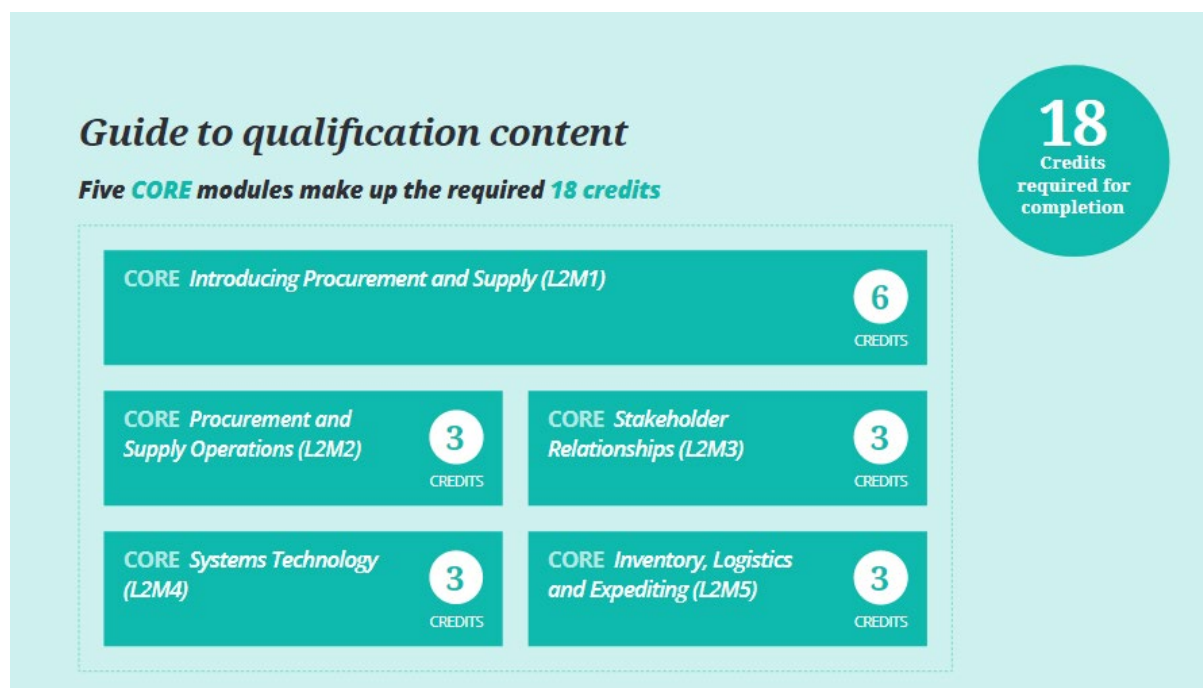 Guide to qualification content
Five CORE modules make up the required 18 credits
18
Credits
required for
completion
CORE Introducing Procurement and Supply (L2M1)
6
CREDITS
CORE Procurement and
Supply Operations (L2M2)
3
CREDITS
CORE Stakeholder
Relationships (L2M3)
3
CREDITS
CORE Systems Technology
(L2M4)
3
CREDITS
CORE Inventory, Logistics
and Expediting (L2M5)
3
CREDITS